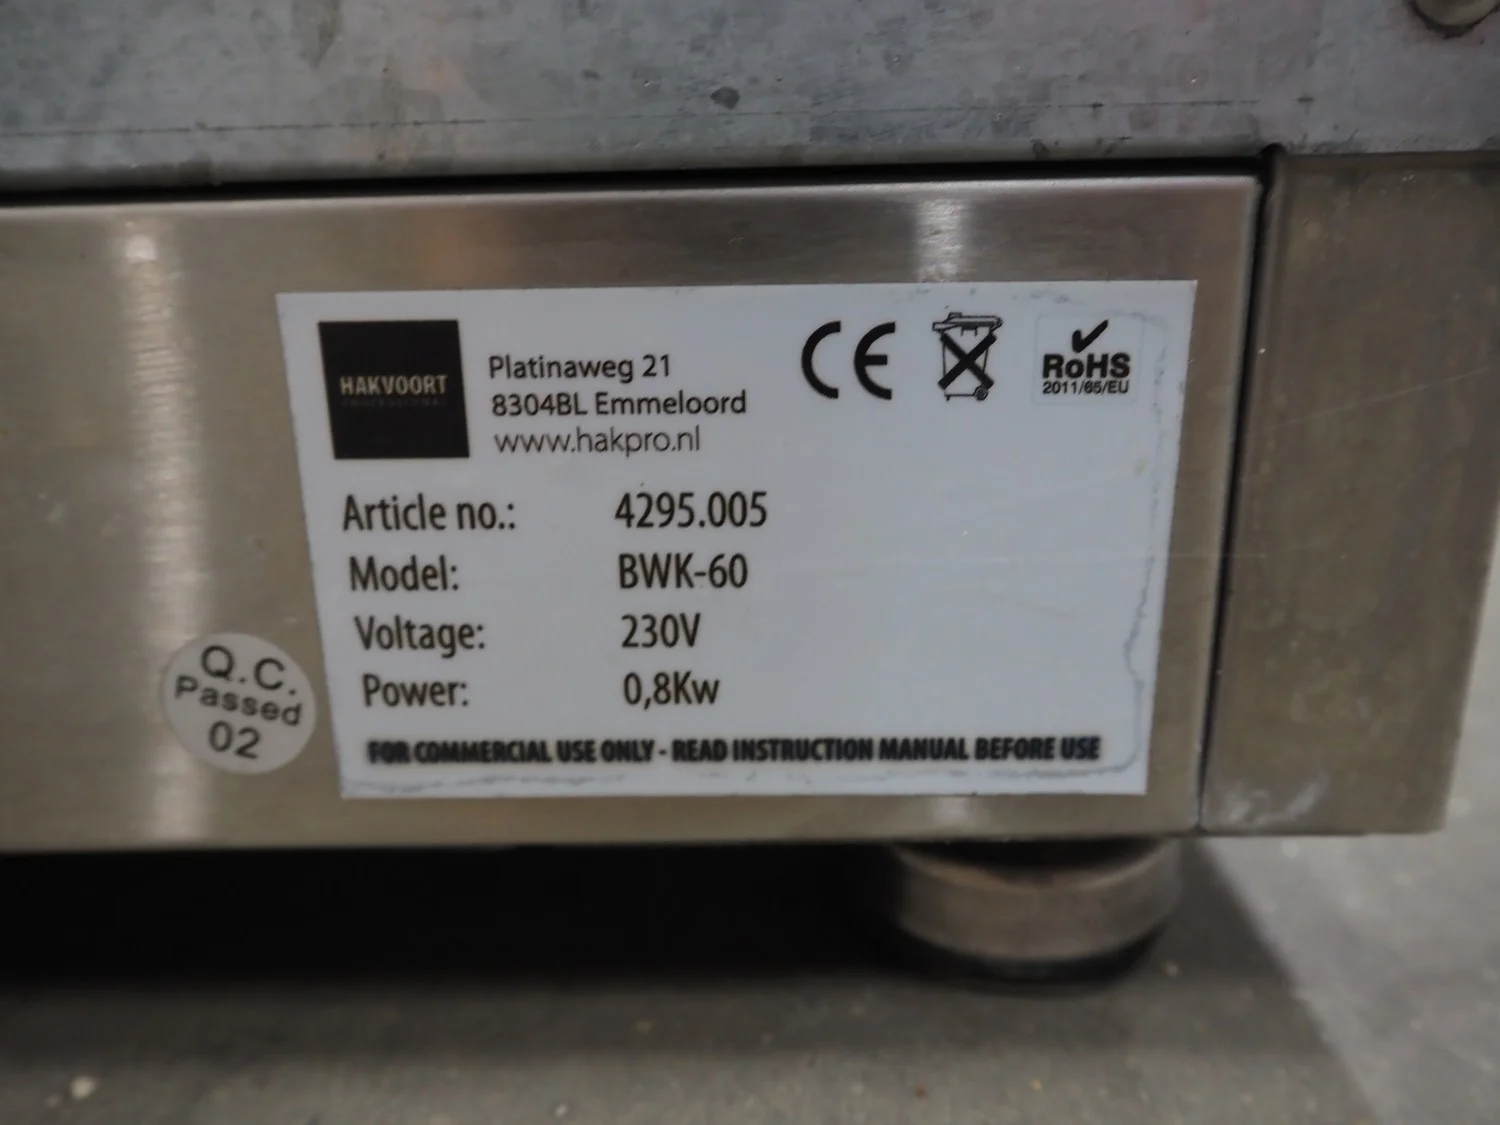 HAKVOORT
PROFESSIONAL
Platinaweg 21
8304BL Emmeloord
www.hakpro.nl
CE
RoHS
2011/65/EU
Article no.: 4295.005
Model: BWK-60
Voltage: 230V
Power: 0,8Kw
FOR COMMERCIAL USE ONLY - READ INSTRUCTION MANUAL BEFORE USE
Q.C.
Passed
02